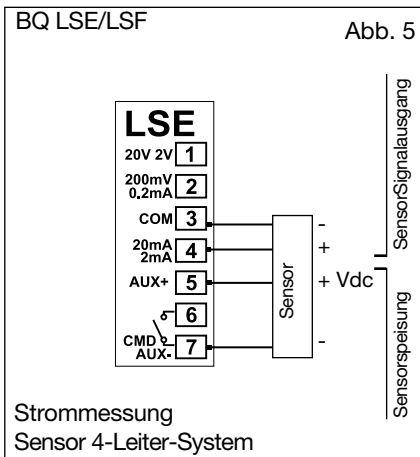 BQ LSE/LSF
Abb. 5
LSE
20V 2V 1
200mV
0.2mA 2
COM 3
20mA
2mA 4
AUX+ 5
6
CMD
AUX- 7
Sensor
-
+
+ Vdc
-
SensorSignalausgang
Sensorspeisung
Strommessung
Sensor 4-Leiter-System